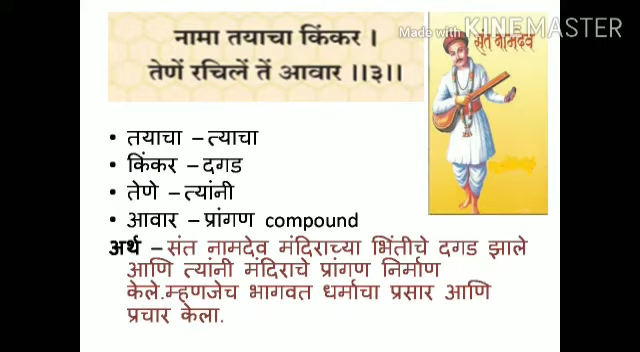 Made with KINEMASTER
नामा तयाचा किंकर ।
तेणें रचिलें तें आवार ।।३।।
संत नामदेव
• तयाचा – त्याचा
• किंकर – दगड
• तेणे – त्यांनी
• आवार – प्रांगण compound
अर्थ – संत नामदेव मंदिराच्या भिंतीचे दगड झाले
आणि त्यांनी मंदिराचे प्रांगण निर्माण
केले.म्हणजेच भागवत धर्माचा प्रसार आणि
प्रचार केला.